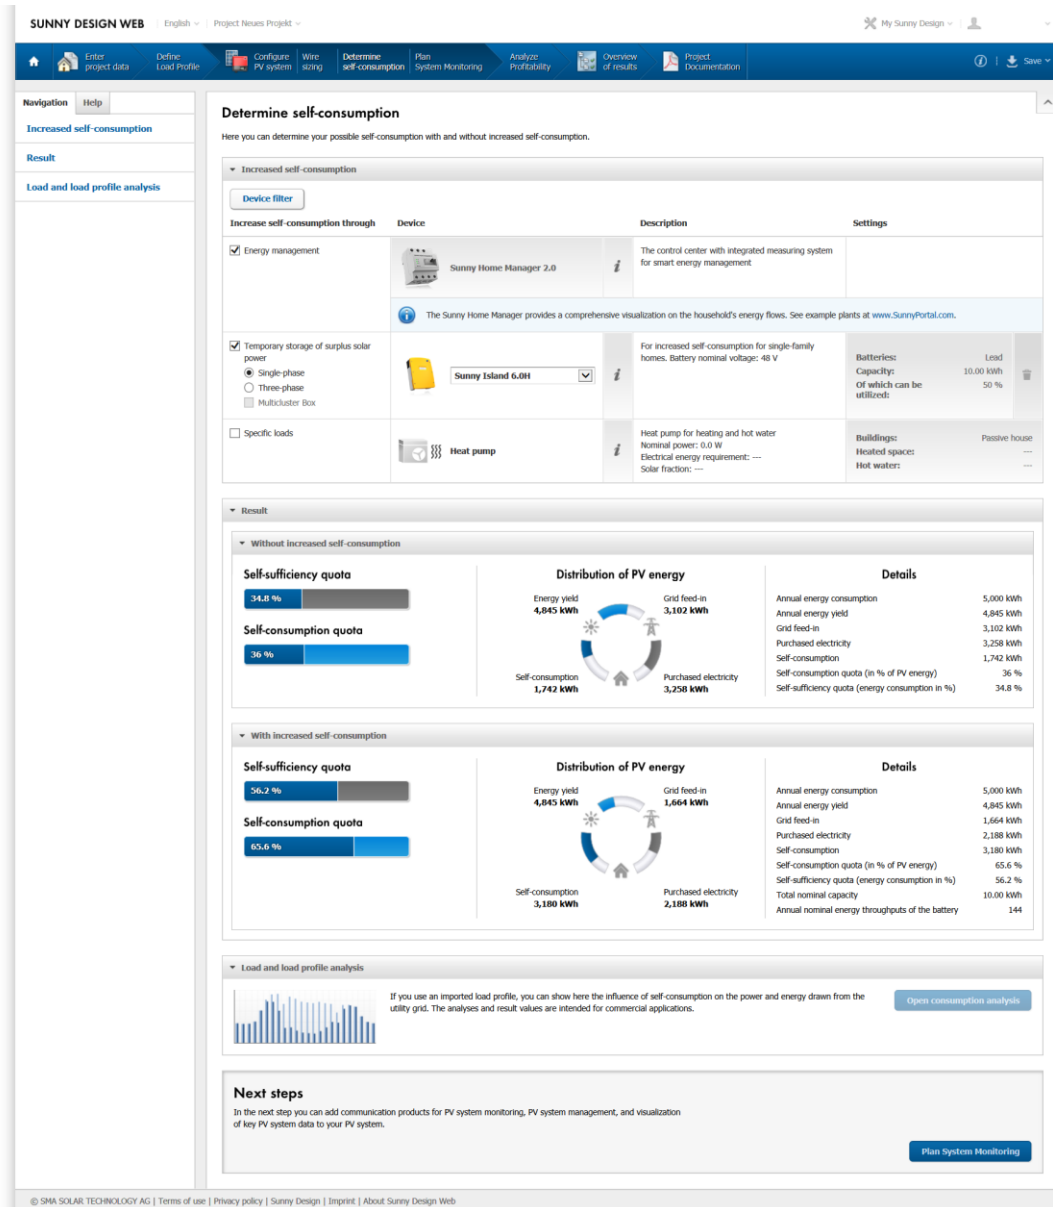 SUNNY DESIGN WEB English Project Neues Projekt My Sunny Design
Enter project data
Define Load Profile
Configure PV system
Wire sizing
Determine self-consumption
Plan System Monitoring
Analyze Profitability
Overview of results
Project Documentation
Save
Navigation Help
Increased self-consumption
Result
Load and load profile analysis
Determine self-consumption
Here you can determine your possible self-consumption with and without increased self-consumption.
Increased self-consumption
Device filter
Increase self-consumption through Device Description Settings
Energy management
Sunny Home Manager 2.0
i
The control center with integrated measuring system
for smart energy management
The Sunny Home Manager provides a comprehensive visualization on the household's energy flows. See example plants at www.SunnyPortal.com.
Temporary storage of surplus solar
power
Single-phase
Three-phase
Multicluster Box
Sunny Island 6.0H
i
For increased self-consumption for single-family
homes. Battery nominal voltage: 48 V
Batteries: Lead
Capacity: 10.00 kWh
Of which can be utilized: 50 %
Specific loads
Heat pump
i
Heat pump for heating and hot water
Nominal power: 0.0 W
Electrical energy requirement: ---
Solar fraction: ---
Buildings: Passive house
Heated space: ---
Hot water: ---
Result
Without increased self-consumption
Self-sufficiency quota
34.8 %
Self-consumption quota
36 %
Distribution of PV energy
Energy yield
4,845 kWh
Grid feed-in
3,102 kWh
Self-consumption
1,742 kWh
Purchased electricity
3,258 kWh
Details
Annual energy consumption 5,000 kWh
Annual energy yield 4,845 kWh
Grid feed-in 3,102 kWh
Purchased electricity 3,258 kWh
Self-consumption 1,742 kWh
Self-consumption quota (in % of PV energy) 36 %
Self-sufficiency quota (energy consumption in %) 34.8 %
With increased self-consumption
Self-sufficiency quota
56.2 %
Self-consumption quota
65.6 %
Distribution of PV energy
Energy yield
4,845 kWh
Grid feed-in
1,664 kWh
Self-consumption
3,180 kWh
Purchased electricity
2,188 kWh
Details
Annual energy consumption 5,000 kWh
Annual energy yield 4,845 kWh
Grid feed-in 1,664 kWh
Purchased electricity 2,188 kWh
Self-consumption 3,180 kWh
Self-consumption quota (in % of PV energy) 65.6 %
Self-sufficiency quota (energy consumption in %) 56.2 %
Total nominal capacity 10.00 kWh
Annual nominal energy throughputs of the battery 144
Load and load profile analysis
If you use an imported load profile, you can show here the influence of self-consumption on the power and energy drawn from the
utility grid. The analyses and result values are intended for commercial applications.
Open consumption analysis
Next steps
In the next step you can add communication products for PV system monitoring, PV system management, and visualization
of key PV system data to your PV system.
Plan System Monitoring
© SMA SOLAR TECHNOLOGY AG | Terms of use | Privacy policy | Sunny Design | Imprint | About Sunny Design Web